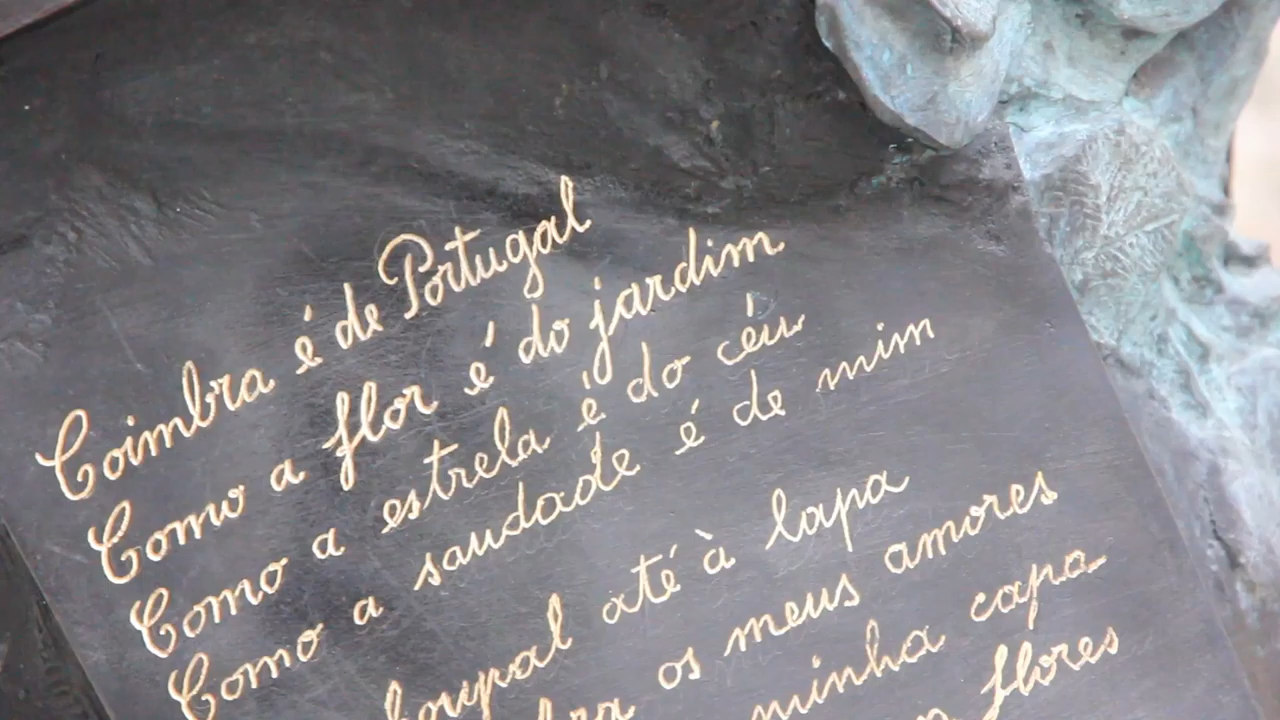 Coimbra é de Portugal
Como a flor é do jardim
Como a estrela é do céu
Como a saudade é de mim
até à lapa
os meus amores
minha capa
flores